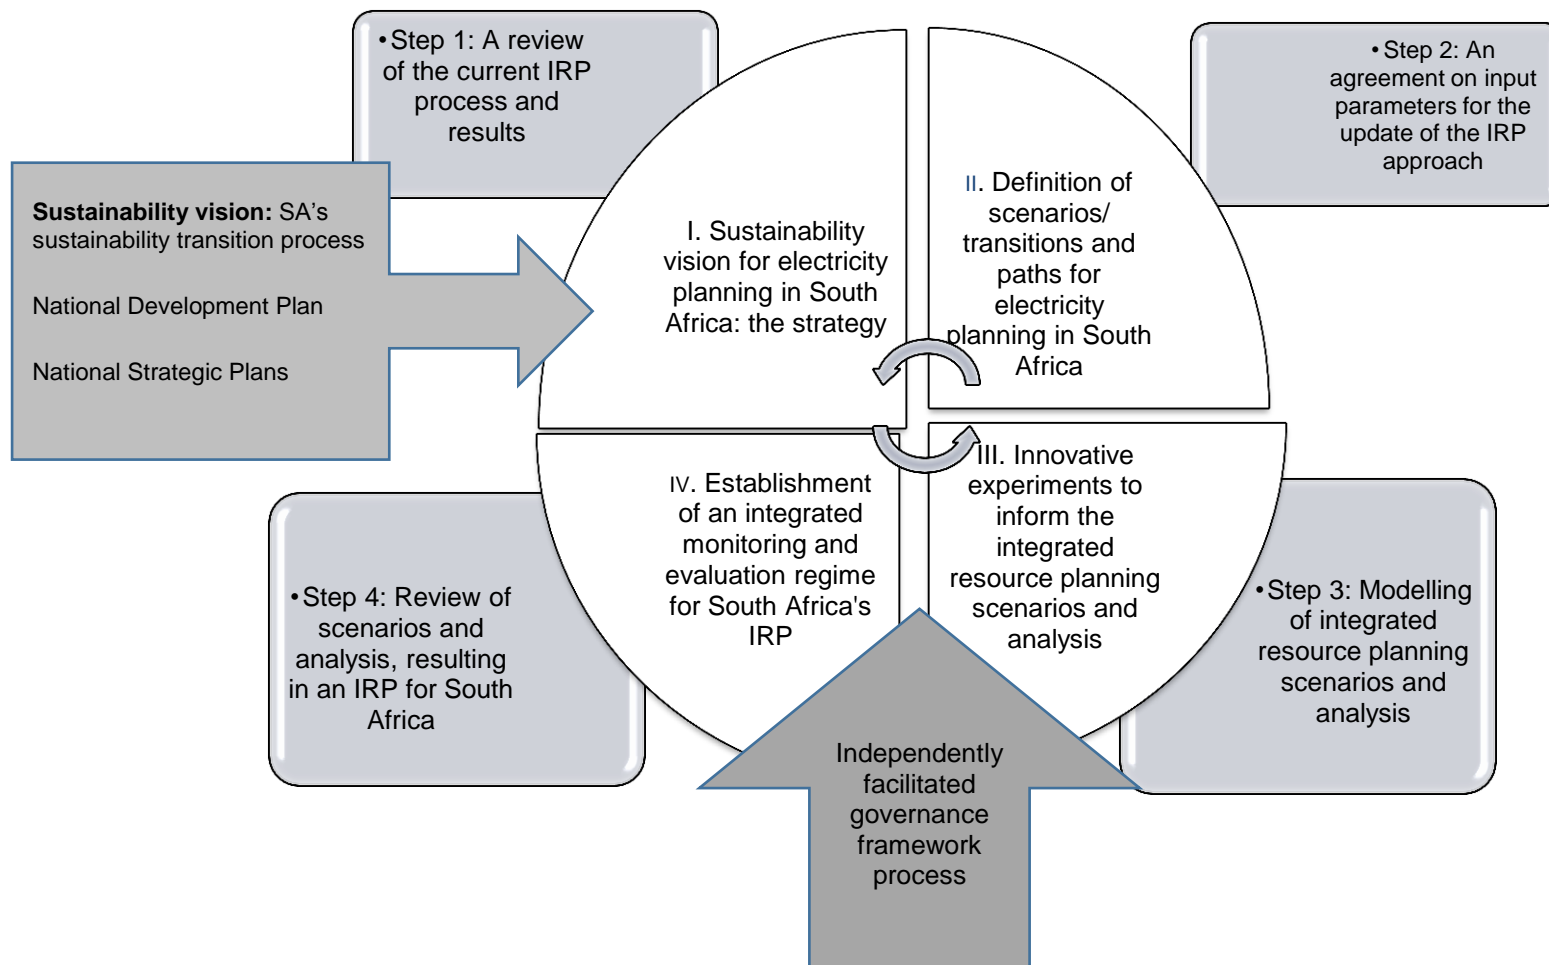 •Step 1: A
review
of the current IRP
process and
results
•Step 2: An
agreement on input
parameters for the
update of the IRP
approach
Sustainability vision: SA’s
sustainability transition process
National Development Plan
National Strategic Plans
I. Sustainability
vision for electricity
planning in South
Africa: the strategy
II. Definition of
scenarios/
transitions and
paths for
electricity
planning in South
Africa
IV. Establishment
of an integrated
monitoring and
evaluation regime
for South Africa's
IRP
III. Innovative
experiments to
inform the
integrated
resource planning
scenarios and
analysis
•Step 4: Review of
scenarios and
analysis, resulting
in an IRP for South
Africa
•Step 3: Modelling
of integrated
resource planning
scenarios and
analysis
Independently
facilitated
governance
framework
process